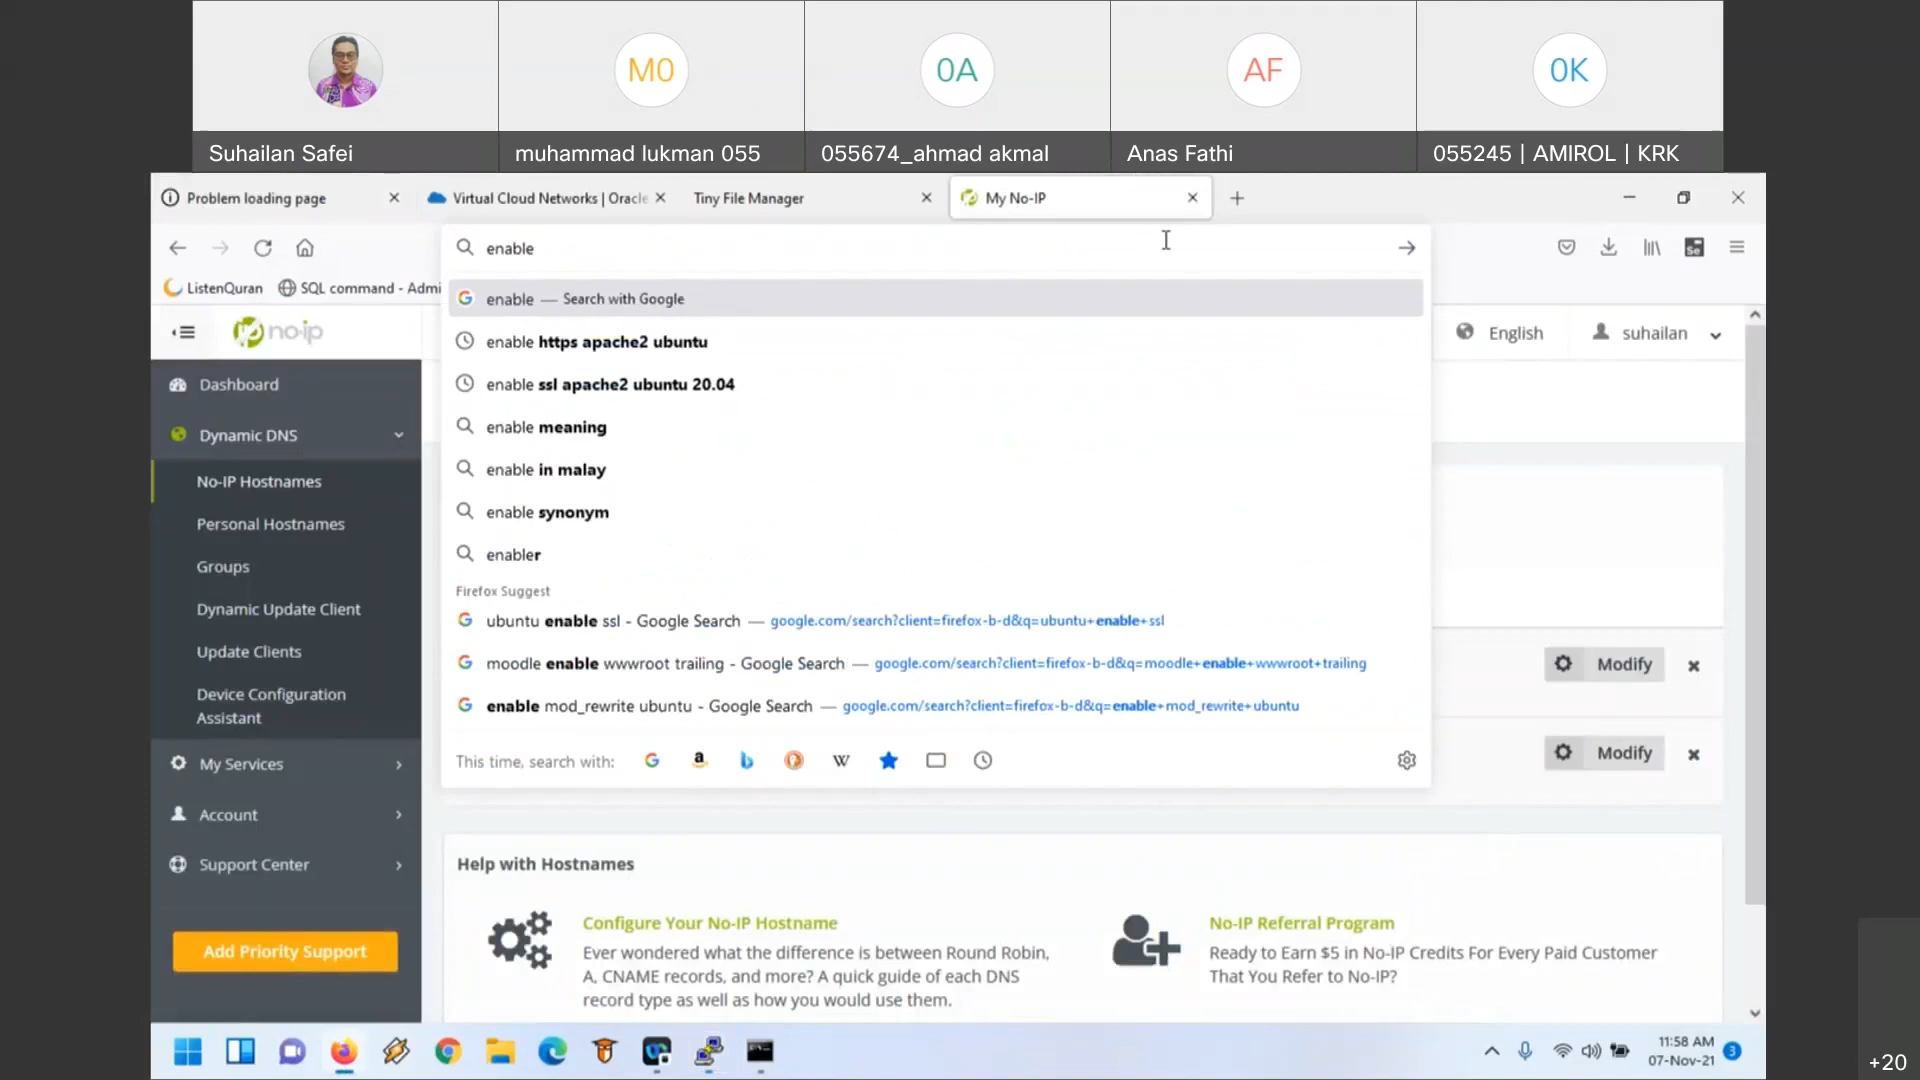 M0
0A
AF
0K
Suhailan Safei
muhammad lukman 055
055674_ahmad akmal
Anas Fathi
055245 | AMIROL | KRK
Problem loading page
Virtual Cloud Networks | Oracle
Tiny File Manager
My No-IP
enable
ListenQuran
SQL command - Admi
enable — Search with Google
enable https apache2 ubuntu
enable ssl apache2 ubuntu 20.04
enable meaning
enable in malay
enable synonym
enabler
Firefox Suggest
ubuntu enable ssl - Google Search — google.com/search?client=firefox-b-d&q=ubuntu+enable+ssl
moodle enable wwwroot trailing - Google Search — google.com/search?client=firefox-b-d&q=moodle+enable+wwwroot+trailing
enable mod_rewrite ubuntu - Google Search — google.com/search?client=firefox-b-d&q=enable+mod_rewrite+ubuntu
This time, search with:
no-ip
English
suhailan
Dashboard
Dynamic DNS
No-IP Hostnames
Personal Hostnames
Groups
Dynamic Update Client
Update Clients
Device Configuration
Assistant
My Services
Account
Support Center
Add Priority Support
Modify
Modify
Help with Hostnames
Configure Your No-IP Hostname
Ever wondered what the difference is between Round Robin,
A, CNAME records, and more? A quick guide of each DNS
record type as well as how you would use them.
No-IP Referral Program
Ready to Earn $5 in No-IP Credits For Every Paid Customer
That You Refer to No-IP?
11:58 AM
07-Nov-21
3
+20